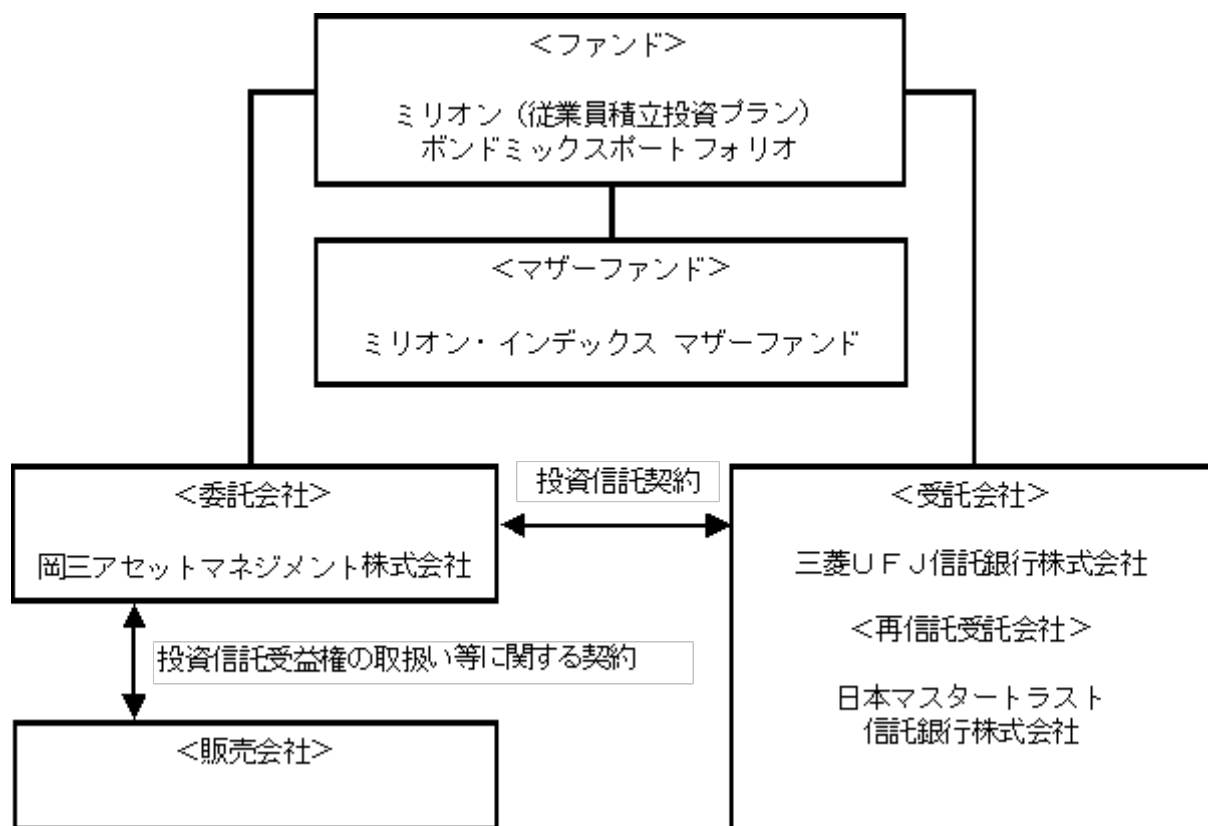 <ファンド>
ミリオン（従業員積立投資プラン）
ボンドミックスポートフォリオ
<マザーファンド>
ミリオン・インデックス マザーファンド
<委託会社>
岡三アセットマネジメント株式会社
投資信託契約
<受託会社>
三菱ＵＦＪ信託銀行株式会社
<再信託受託会社>
日本マスタートラスト
信託銀行株式会社
投資信託受益権の取扱い等に関する契約
<販売会社>